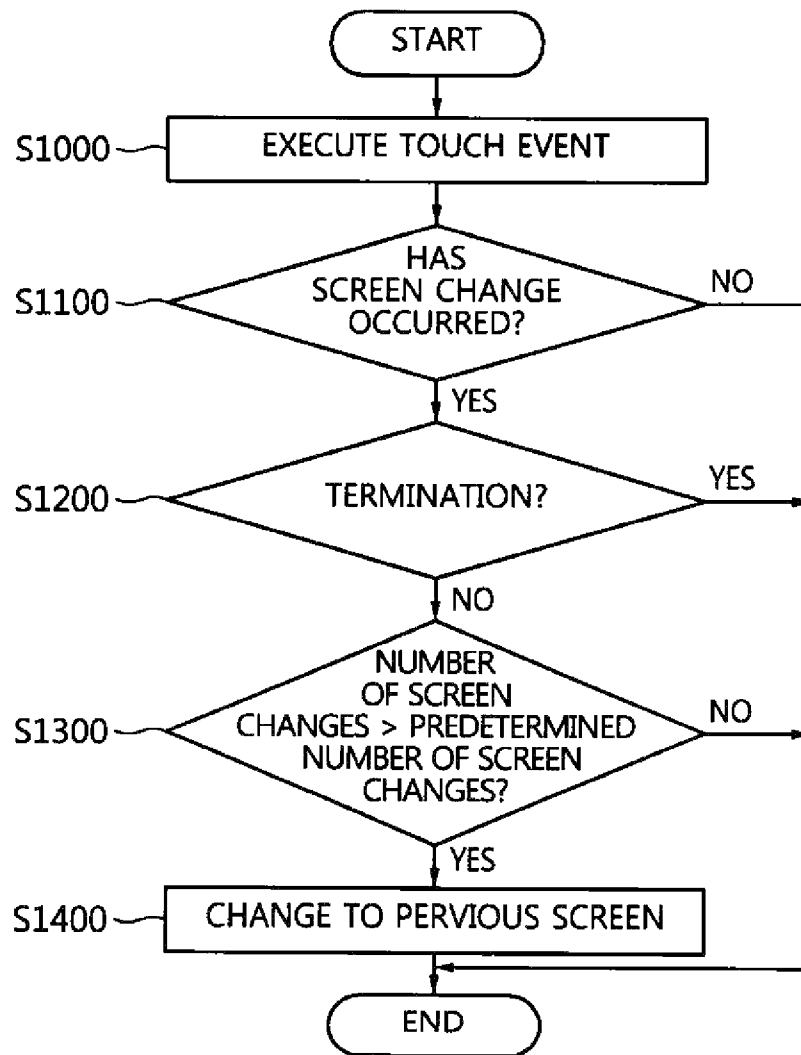 START
S1000
EXECUTE TOUCH EVENT
HAS
SCREEN CHANGE
OCCURRED?
S1100
NO
YES
S1200
TERMINATION?
YES
NO
NUMBER
OF SCREEN
CHANGES > PREDETERMINED
NUMBER OF SCREEN
CHANGES?
S1300
NO
YES
S1400
CHANGE TO PERVIOUS SCREEN
END